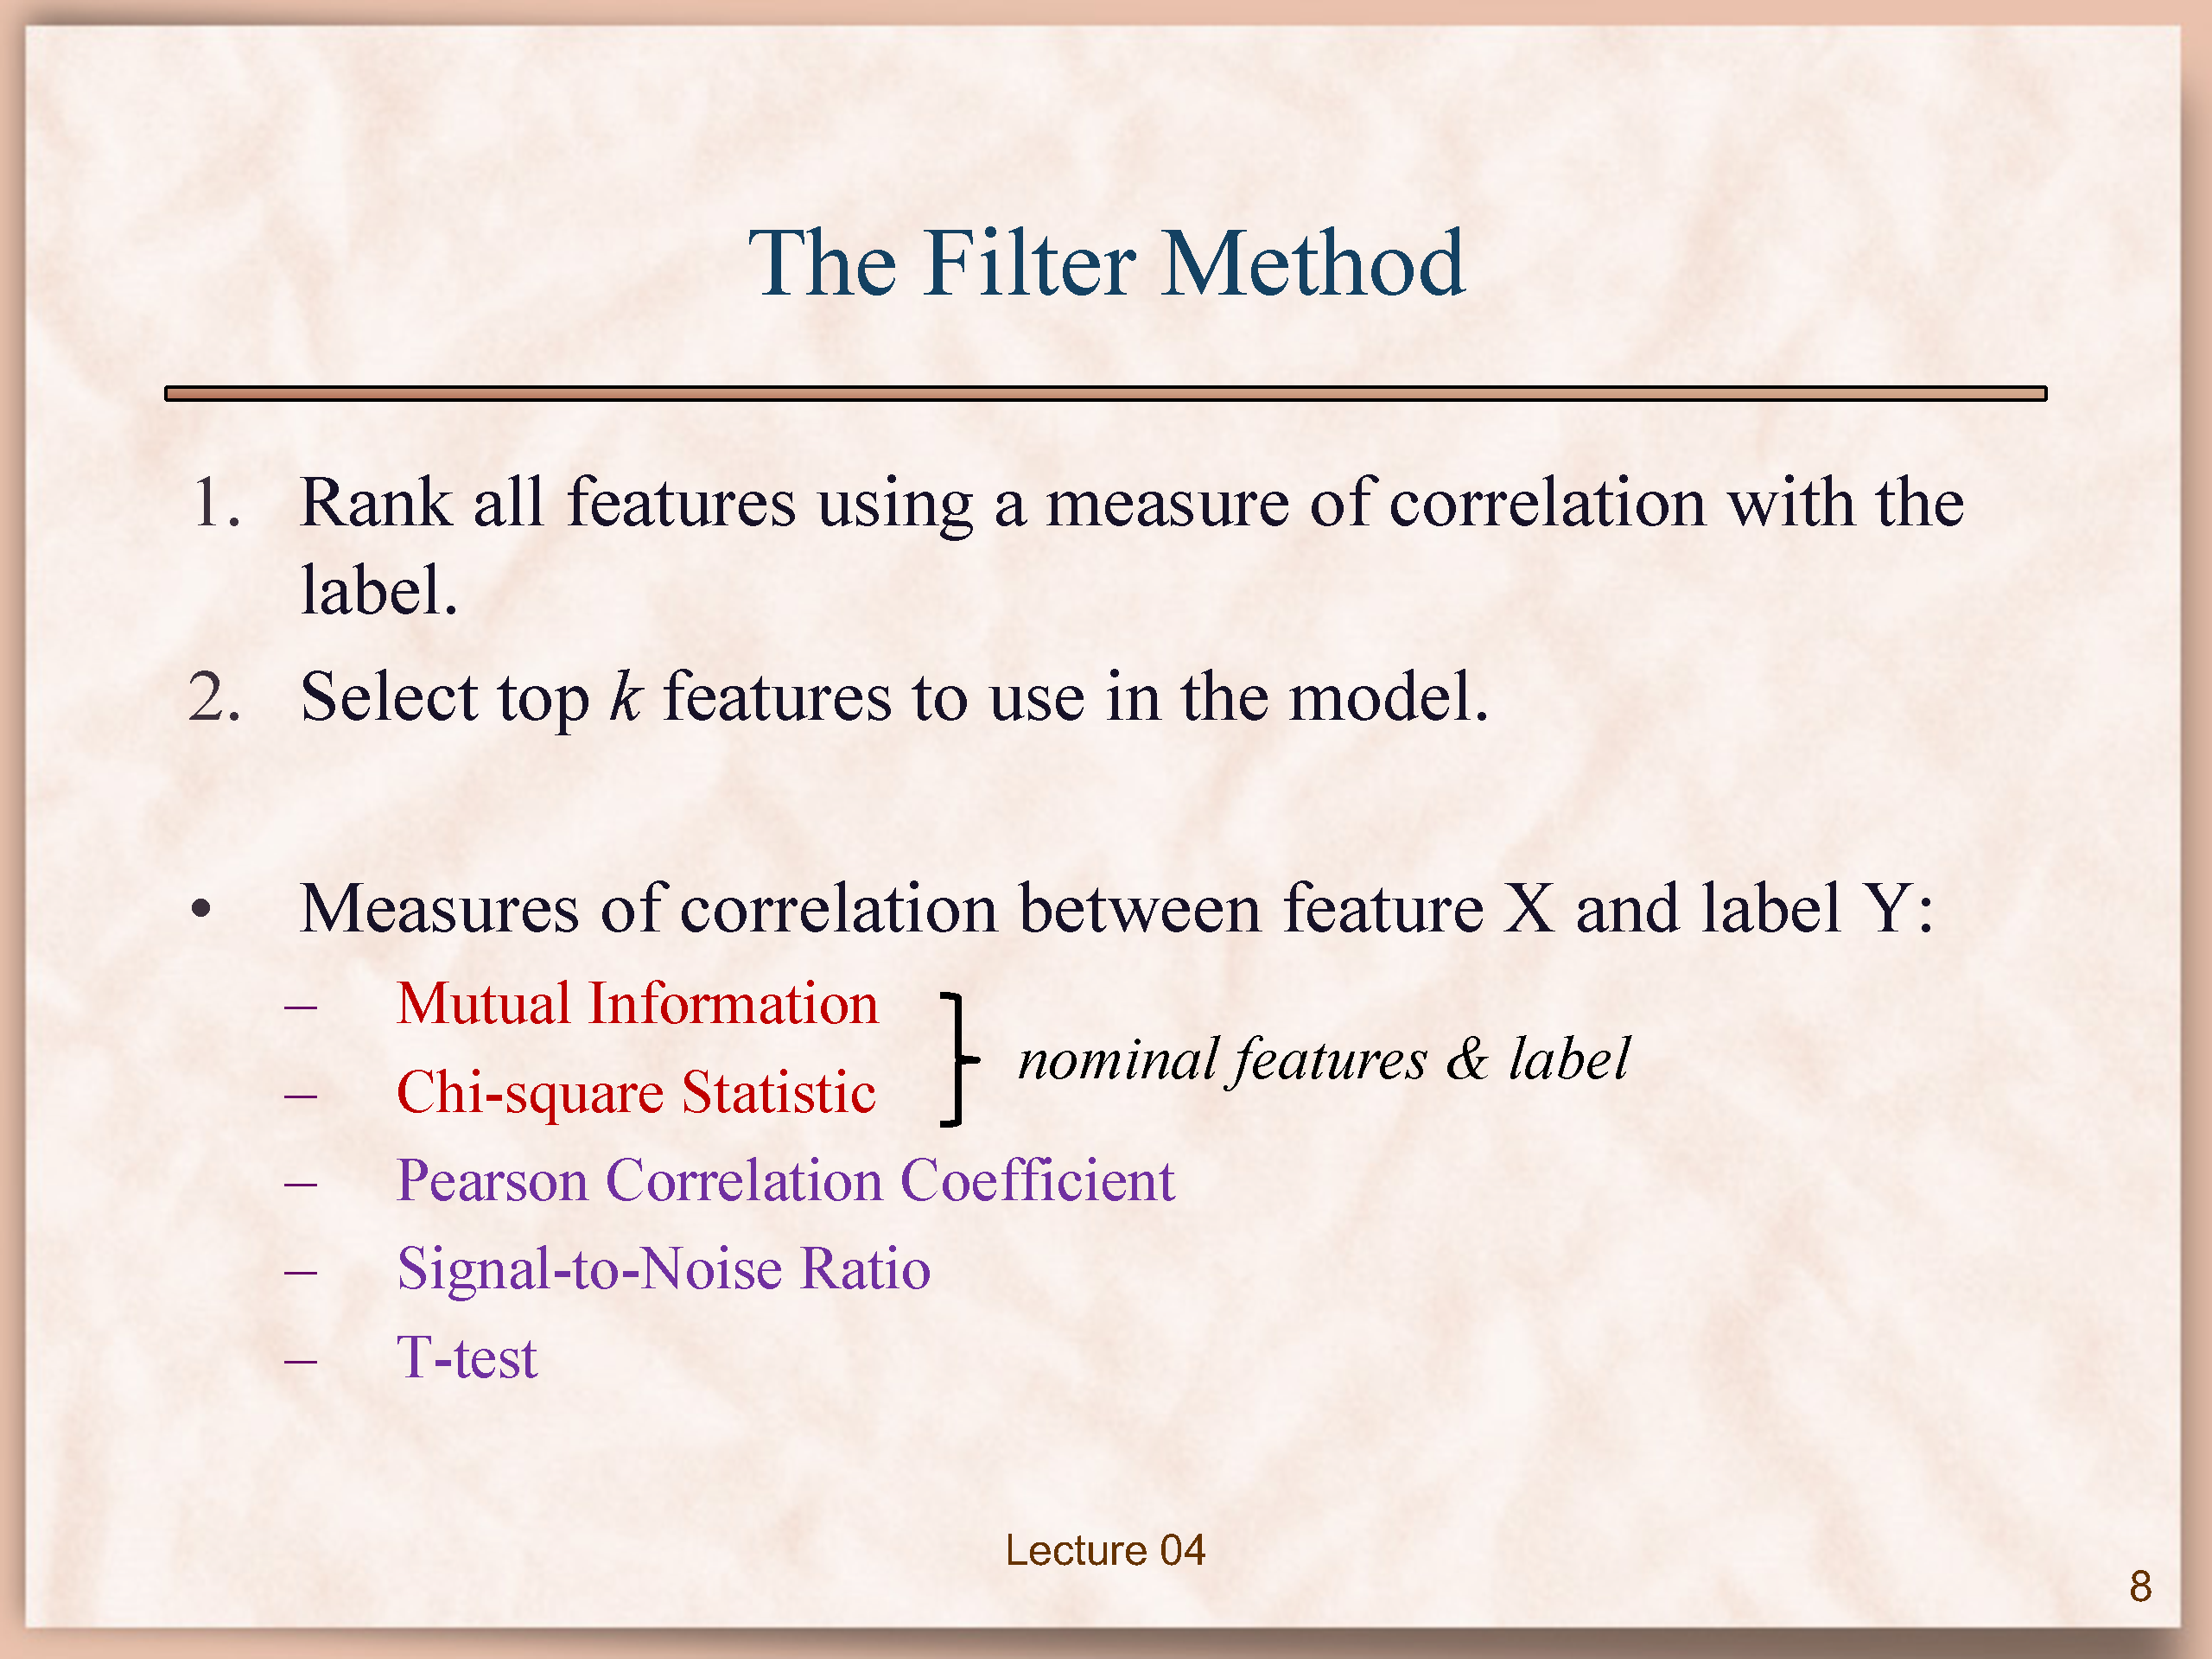 The Filter Method
1. Rank all features using a measure of correlation with the
label.
2. Select top k features to use in the model.
• Measures of correlation between feature X and label Y:
– Mutual Information
nominal features & label
– Chi-square Statistic
– Pearson Correlation Coefficient
– Signal-to-Noise Ratio
– T-test
Lecture 04
8